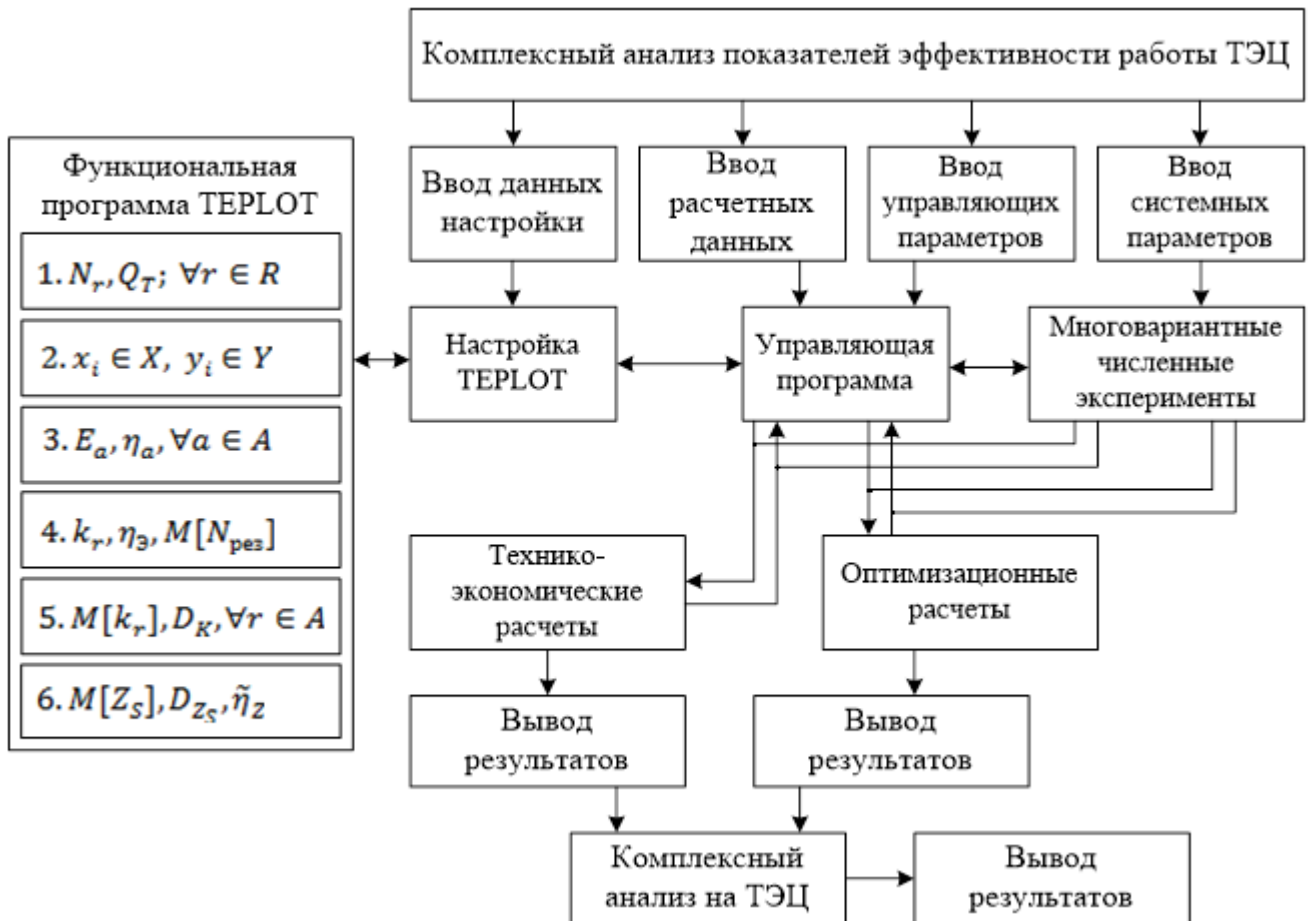 Комплексный анализ показателей эффективности работы ТЭЦ
Функциональная
программа TEPLOT
1. N_r, Q_T; ∀r ∈ R
2. x_i ∈ X, y_i ∈ Y
3. E_a, η_a, ∀a ∈ A
4. k_r, η_Э, M[N_рез]
5. M[k_r], D_K, ∀r ∈ A
6. M[Z_S], D_{Z_S}, η̃_Z
Ввод данных
настройки
Ввод
расчетных
данных
Ввод
управляющих
параметров
Ввод
системных
параметров
Настройка
TEPLOT
Управляющая
программа
Многовариантные
численные
эксперименты
Технико-
экономические
расчеты
Оптимизационные
расчеты
Вывод
результатов
Вывод
результатов
Комплексный
анализ на ТЭЦ
Вывод
результатов